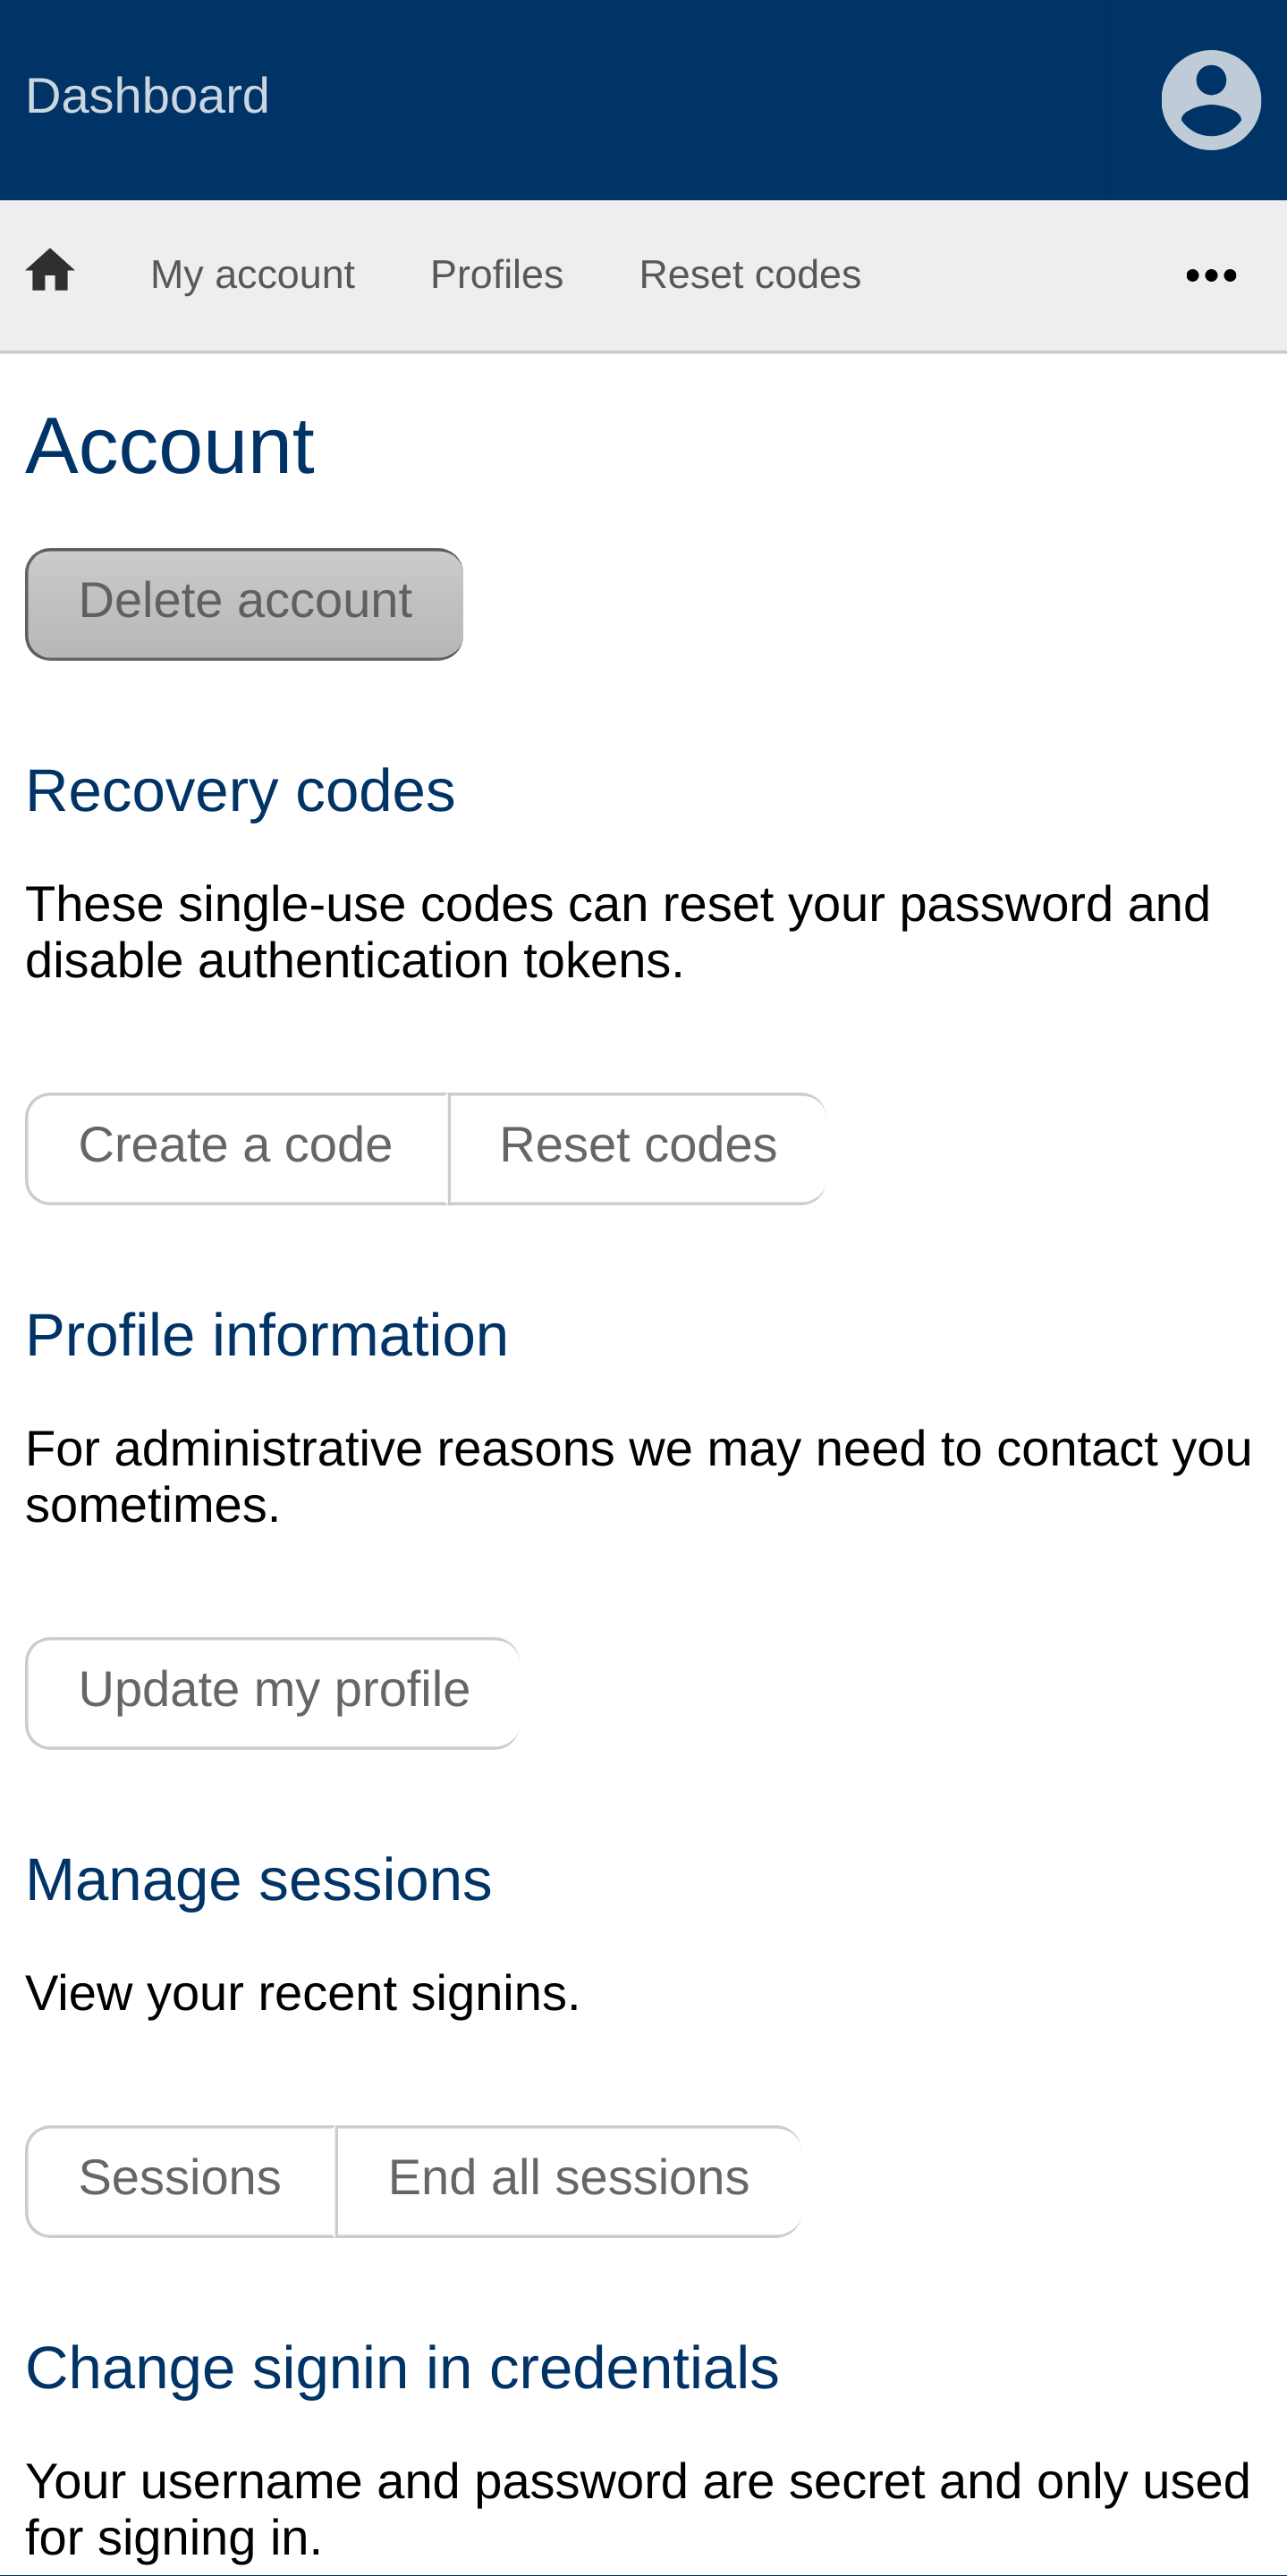 Dashboard
My account Profiles Reset codes
Account
Delete account
Recovery codes
These single-use codes can reset your password and
disable authentication tokens.
Create a code Reset codes
Profile information
For administrative reasons we may need to contact you
sometimes.
Update my profile
Manage sessions
View your recent signins.
Sessions End all sessions
Change signin in credentials
Your username and password are secret and only used
for signing in.